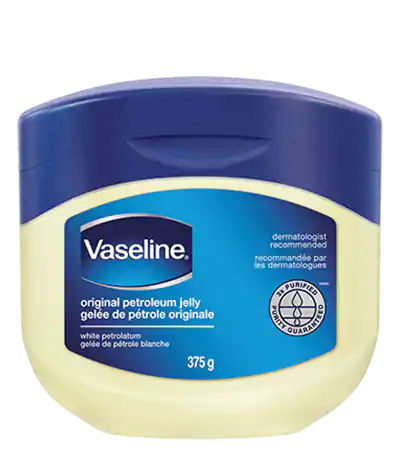 Vaseline®
original petroleum jelly
gelée de pétrole originale
white petrolatum
gelée de pétrole blanche
375 g
dermatologist
recommended
recommandée par
les dermatologues
3x PURIFIED
PURITY GUARANTEED